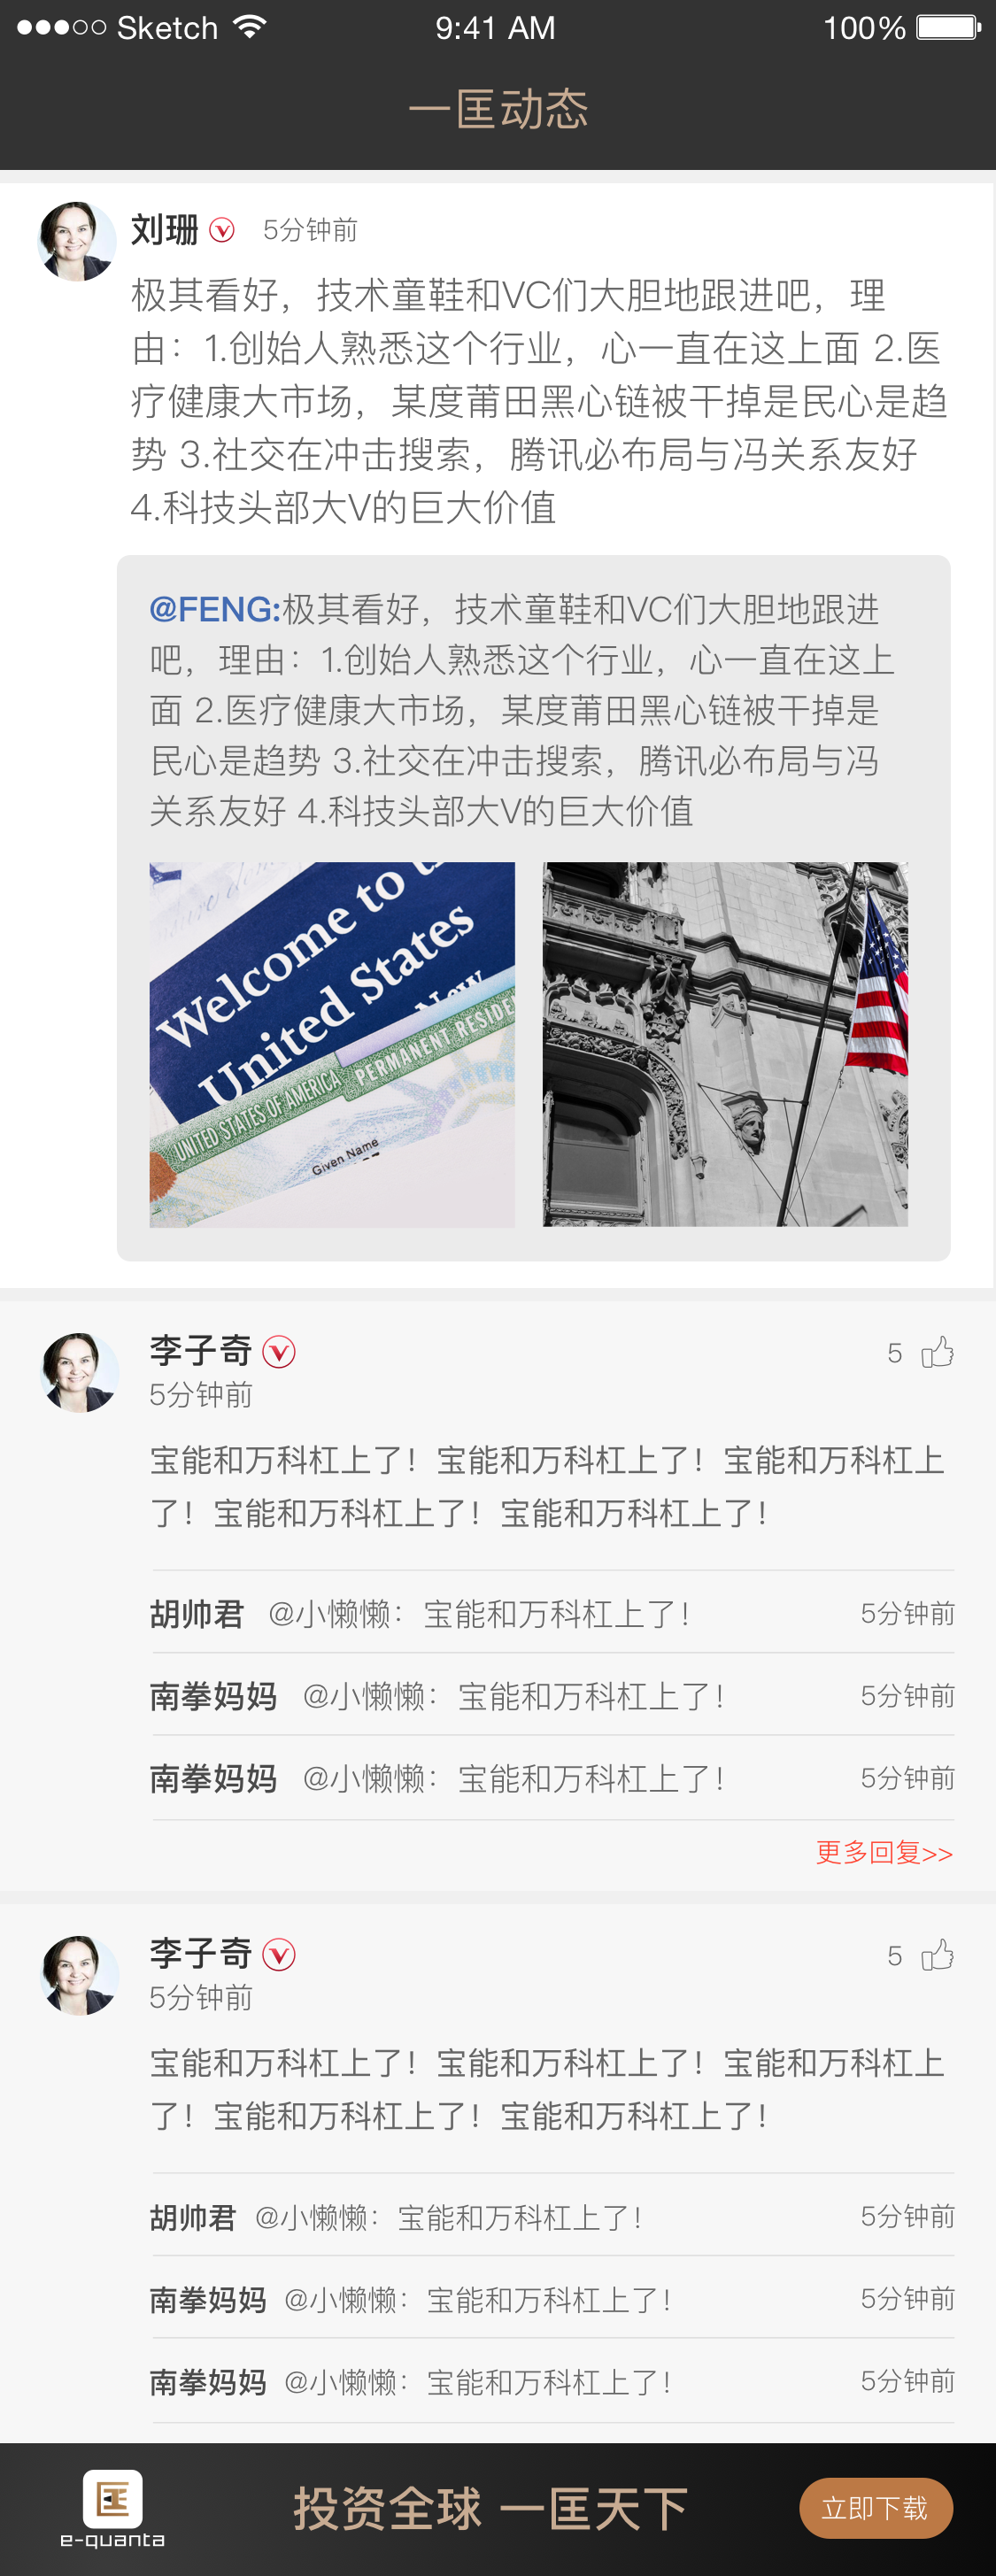 Sketch 9:41 AM 100%
一匡动态
刘珊 5分钟前
极其看好，技术童鞋和VC们大胆地跟进吧，理
由：1.创始人熟悉这个行业，心一直在这上面 2.医
疗健康大市场，某度莆田黑心链被干掉是民心是趋
势 3.社交在冲击搜索，腾讯必布局与冯关系友好
4.科技头部大V的巨大价值
@FENG:极其看好，技术童鞋和VC们大胆地跟进
吧，理由：1.创始人熟悉这个行业，心一直在这上
面 2.医疗健康大市场，某度莆田黑心链被干掉是
民心是趋势 3.社交在冲击搜索，腾讯必布局与冯
关系友好 4.科技头部大V的巨大价值
Welcome to t
United States
New
UNITED STATES OF AMERICA PERMANENT RESIDE
Given Name
李子奇 5
5分钟前
宝能和万科杠上了！宝能和万科杠上了！宝能和万科杠上
了！宝能和万科杠上了！宝能和万科杠上了！
胡帅君 @小懒懒：宝能和万科杠上了！ 5分钟前
南拳妈妈 @小懒懒：宝能和万科杠上了！ 5分钟前
南拳妈妈 @小懒懒：宝能和万科杠上了！ 5分钟前
更多回复>>
李子奇 5
5分钟前
宝能和万科杠上了！宝能和万科杠上了！宝能和万科杠上
了！宝能和万科杠上了！宝能和万科杠上了！
胡帅君 @小懒懒：宝能和万科杠上了！ 5分钟前
南拳妈妈 @小懒懒：宝能和万科杠上了！ 5分钟前
南拳妈妈 @小懒懒：宝能和万科杠上了！ 5分钟前
e-quanta
投资全球 一匡天下
立即下载